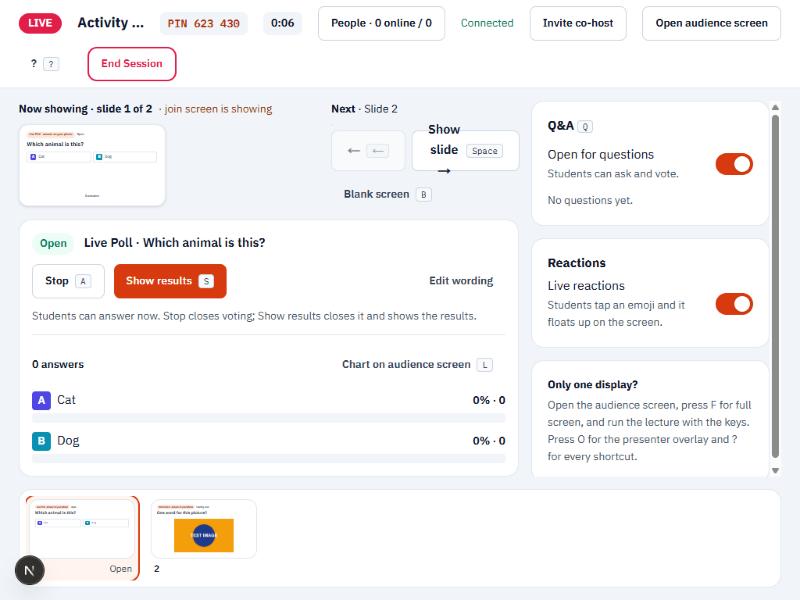 LIVE Activity ... PIN 623 430 0:06 People · 0 online / 0 Connected Invite co-host Open audience screen
? ? End Session
Now showing · slide 1 of 2 · join screen is showing
Which animal is this?
A Cat B Dog
Next · Slide 2
← ← Show slide → Space
Blank screen B
Open Live Poll · Which animal is this?
Stop A Show results S Edit wording
Students can answer now. Stop closes voting; Show results closes it and shows the results.
0 answers Chart on audience screen L
A Cat 0% · 0
B Dog 0% · 0
Q&A Q
Open for questions
Students can ask and vote.
No questions yet.
Reactions
Live reactions
Students tap an emoji and it
floats up on the screen.
Only one display?
Open the audience screen, press F for full
screen, and run the lecture with the keys.
Press O for the presenter overlay and ?
for every shortcut.
Which animal is this?
Open
One word for this picture?
TEST IMAGE
2
N